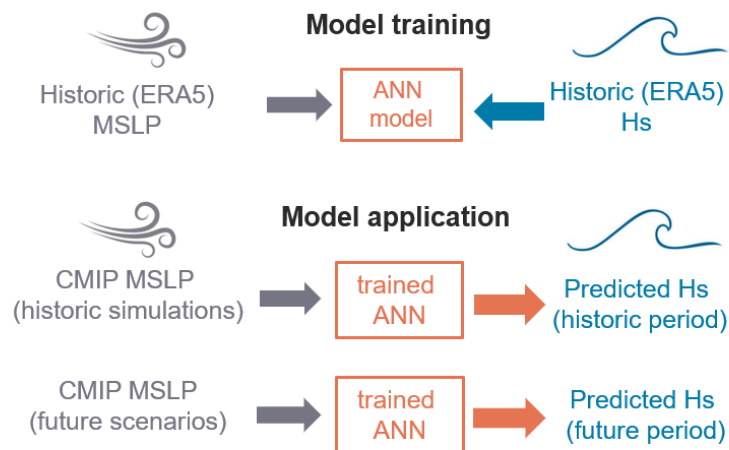 Model training
Historic (ERA5)
MSLP
ANN
model
Historic (ERA5)
Hs
Model application
CMIP MSLP
(historic simulations)
trained
ANN
Predicted Hs
(historic period)
CMIP MSLP
(future scenarios)
trained
ANN
Predicted Hs
(future period)